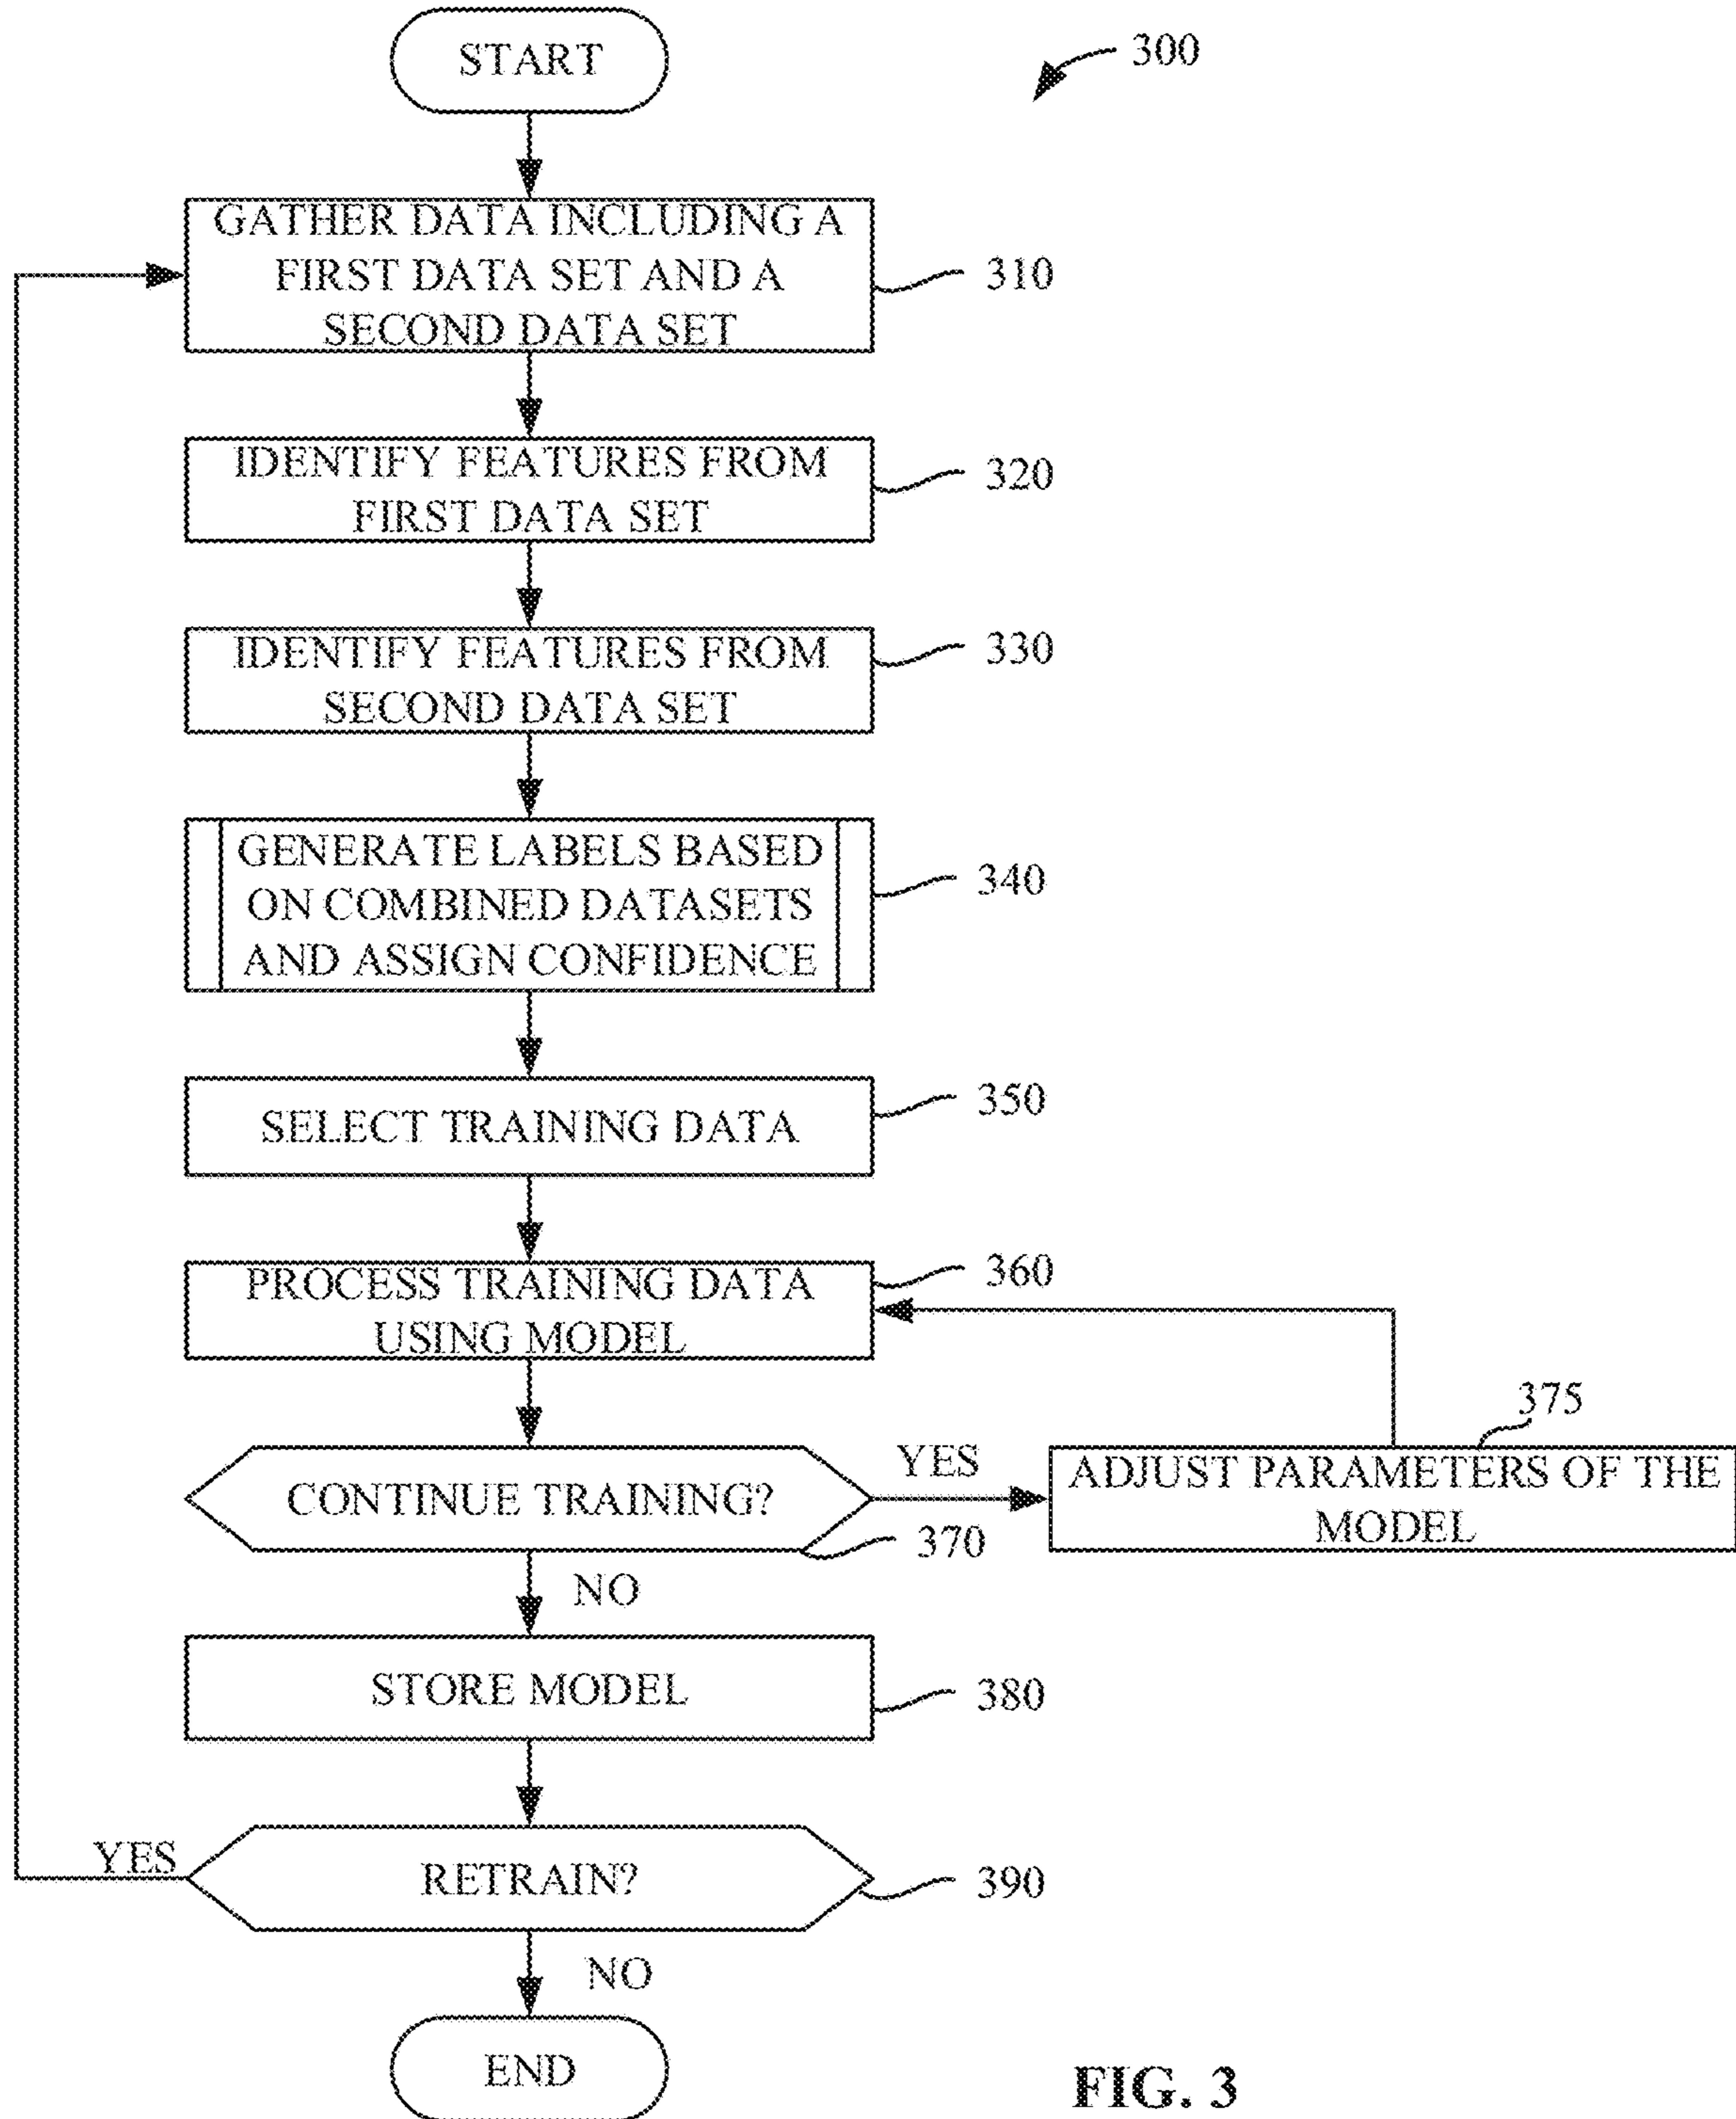 START
300
GATHER DATA INCLUDING A
FIRST DATA SET AND A
SECOND DATA SET
310
IDENTIFY FEATURES FROM
FIRST DATA SET
320
IDENTIFY FEATURES FROM
SECOND DATA SET
330
GENERATE LABELS BASED
ON COMBINED DATASETS
AND ASSIGN CONFIDENCE
340
SELECT TRAINING DATA
350
PROCESS TRAINING DATA
USING MODEL
360
CONTINUE TRAINING?
370
YES
375
ADJUST PARAMETERS OF THE
MODEL
NO
STORE MODEL
380
YES
RETRAIN?
390
NO
END
FIG. 3